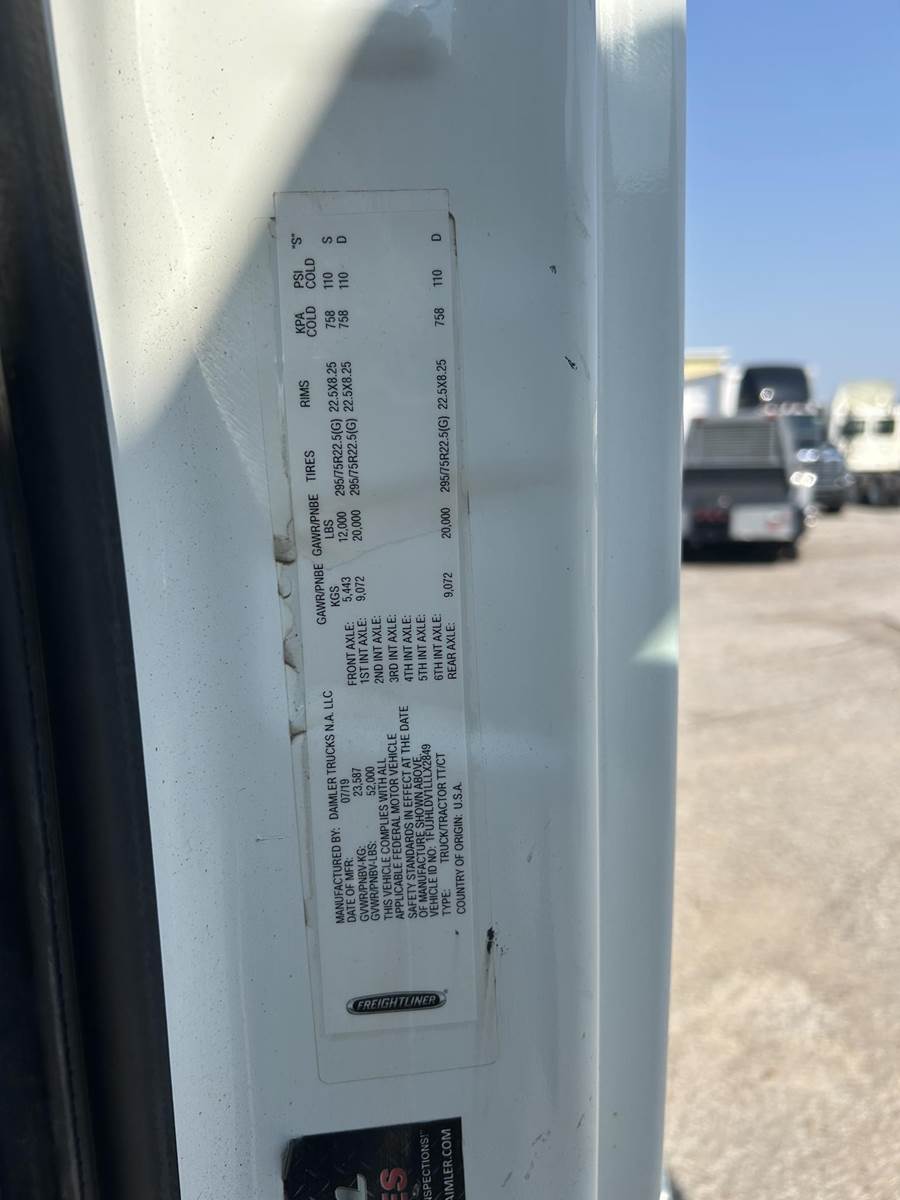 FREIGHTLINER
MANUFACTURED BY: DAIMLER TRUCKS N.A. LLC
DATE OF MFR: 07/19
GVWR/PNBV-KG: 23,587
GVWR/PNBV-LBS: 52,000
THIS VEHICLE COMPLIES WITH ALL
APPLICABLE FEDERAL MOTOR VEHICLE
SAFETY STANDARDS IN EFFECT AT THE DATE
OF MANUFACTURE SHOWN ABOVE.
VEHICLE ID NO: 1FUJHLDV1LLLX2849
TYPE: TRUCK/TRACTOR TT/CT
COUNTRY OF ORIGIN: U.S.A.
GAWR/PNBE GAWR/PNBE TIRES RIMS KPA PSI "S"
KGS LBS COLD COLD
FRONT AXLE: 5,443 12,000 295/75R22.5(G) 22.5X8.25 758 110 S
1ST INT AXLE: 9,072 20,000 295/75R22.5(G) 22.5X8.25 758 110 D
2ND INT AXLE:
3RD INT AXLE:
4TH INT AXLE:
5TH INT AXLE:
6TH INT AXLE:
REAR AXLE: 9,072 20,000 295/75R22.5(G) 22.5X8.25 758 110 D
NSPECTIONS!"
AIMLER.COM